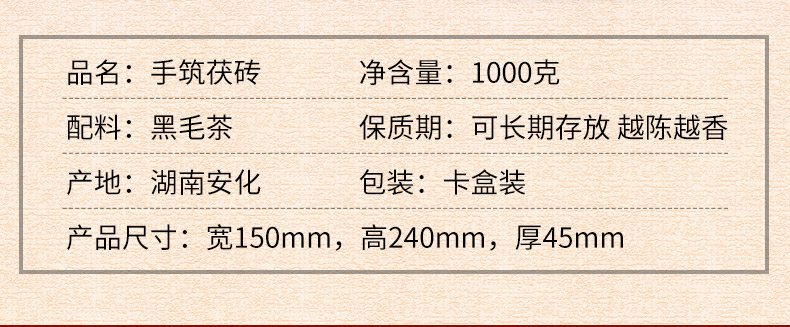 品名：手筑茯砖 净含量：1000克
配料：黑毛茶 保质期：可长期存放 越陈越香
产地：湖南安化 包装：卡盒装
产品尺寸：宽150mm，高240mm，厚45mm